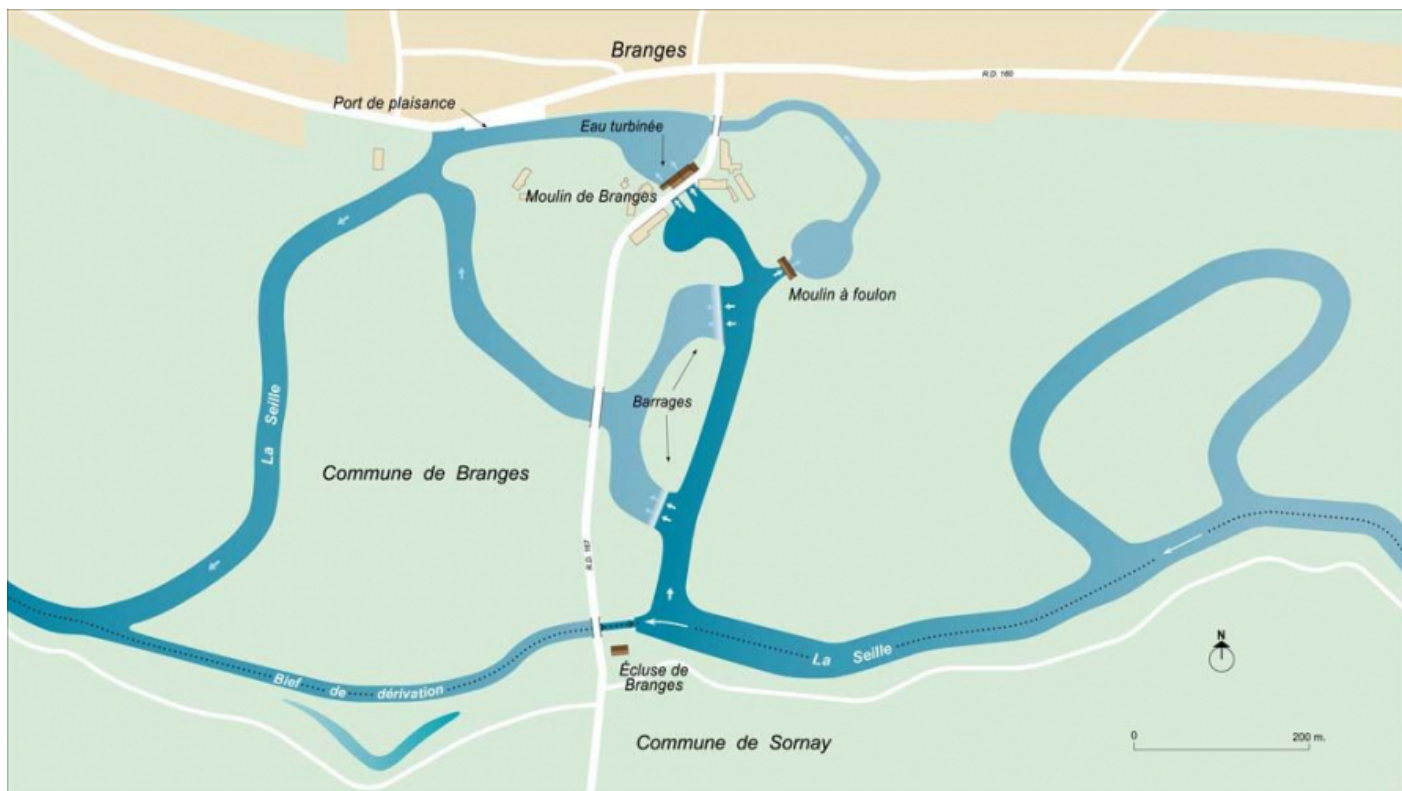 Branges
R.D. 160
Port de plaisance
Eau turbinée
Moulin de Branges
Moulin à foulon
La Seille
Barrages
Commune de Branges
R.D. 167
N
La Seille
Écluse de
Branges
Bief de dérivation
Commune de Sornay
0
200 m.